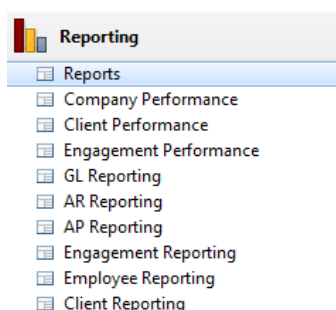 Reporting
Reports
Company Performance
Client Performance
Engagement Performance
GL Reporting
AR Reporting
AP Reporting
Engagement Reporting
Employee Reporting
Client Reporting